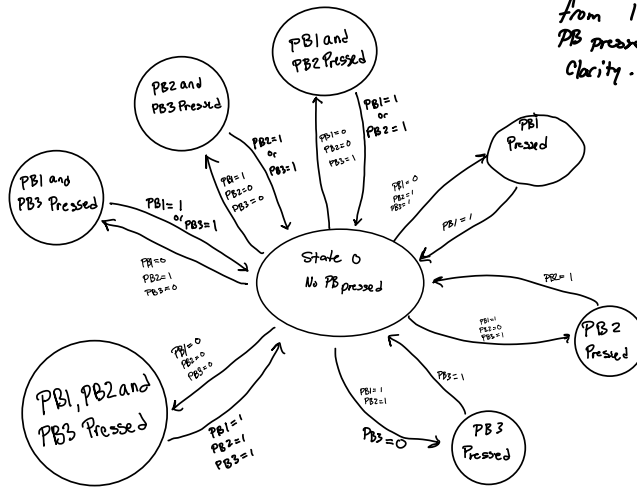 from 1
PB presse
Clarity.
PB1 and
PB2 Pressed
PB2 and
PB3 Pressed
PB1 and
PB3 Pressed
PB1
Pressed
PB1=1
or
PB2=1
PB1=0
PB2=0
PB3=1
PB2=1
or
PB3=1
PB1=1
PB2=0
PB3=0
PB1=1
or PB3=1
PB1=0
PB2=1
PB3=0
PB1=0
PB2=1
PB3=1
PB1=1
State 0
No PB pressed
PB2=1
PB1=1
PB2=0
PB3=1
PB2
Pressed
PB1=0
PB2=0
PB3=0
PB1, PB2 and
PB3 Pressed
PB1=1
PB2=1
PB3=1
PB1=1
PB2=1
PB3=0
PB3=1
PB3
Pressed